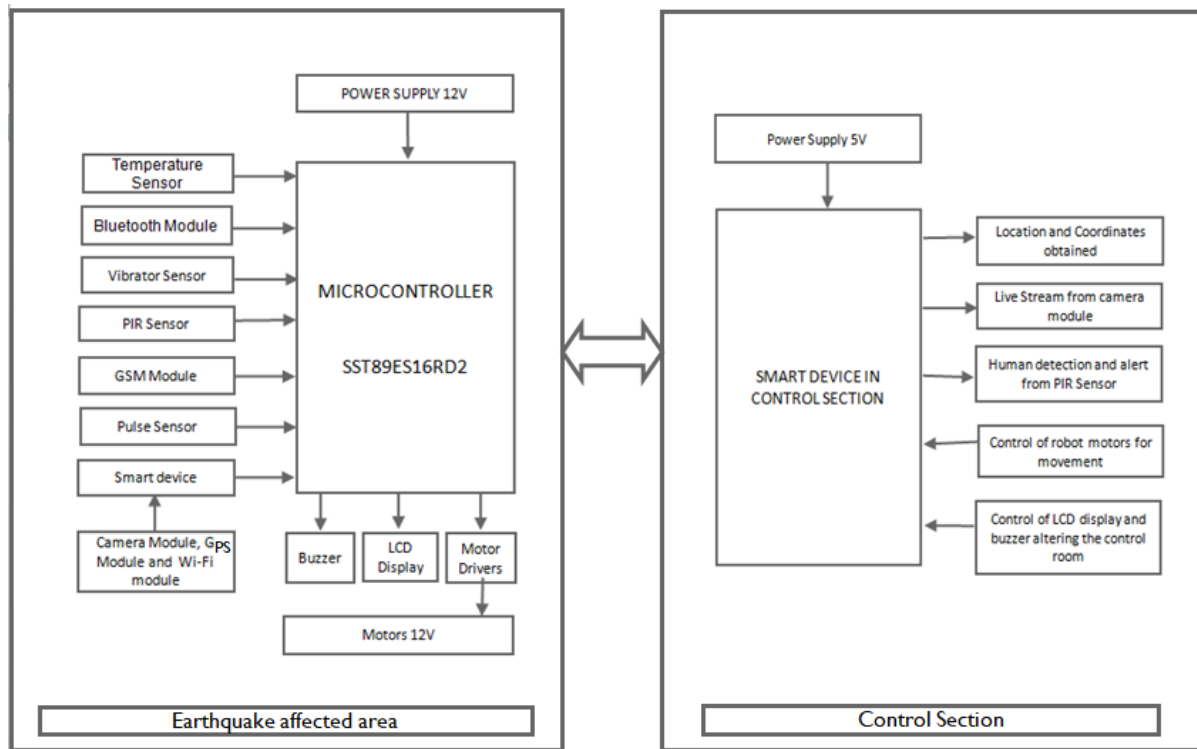 POWER SUPPLY 12V
Temperature
Sensor
Bluetooth Module
Vibrator Sensor
PIR Sensor
GSM Module
Pulse Sensor
Smart device
Camera Module, GPS
Module and Wi-Fi
module
MICROCONTROLLER
SST89ES16RD2
Buzzer
LCD
Display
Motor
Drivers
Motors 12V
Earthquake affected area
Power Supply 5V
SMART DEVICE IN
CONTROL SECTION
Location and Coordinates
obtained
Live Stream from camera
module
Human detection and alert
from PIR Sensor
Control of robot motors for
movement
Control of LCD display and
buzzer altering the control
room
Control Section